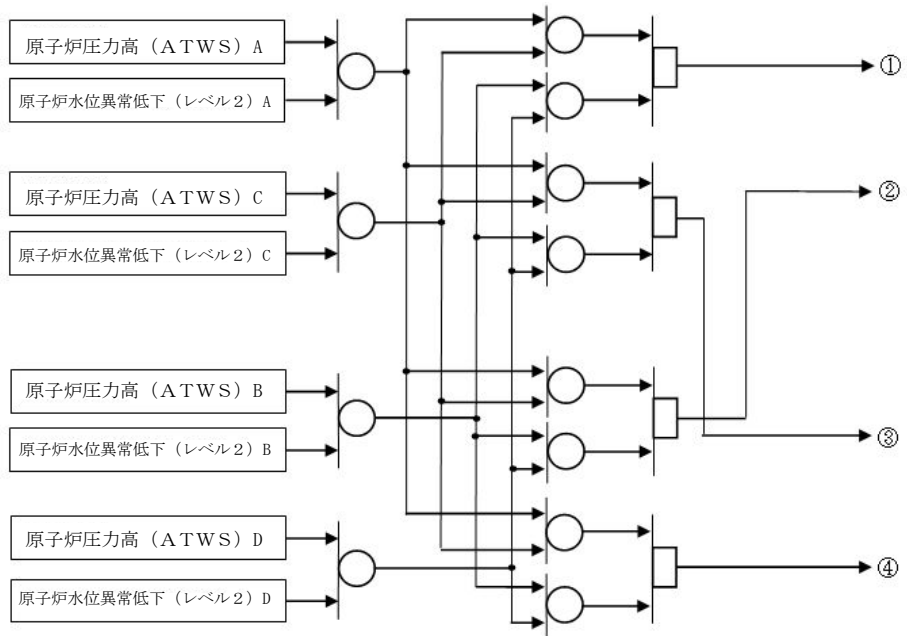 原子炉圧力高（ＡＴＷＳ）A
原子炉水位異常低下（レベル２）A
原子炉圧力高（ＡＴＷＳ）C
原子炉水位異常低下（レベル２）C
原子炉圧力高（ＡＴＷＳ）B
原子炉水位異常低下（レベル２）B
原子炉圧力高（ＡＴＷＳ）D
原子炉水位異常低下（レベル２）D
①
②
③
④